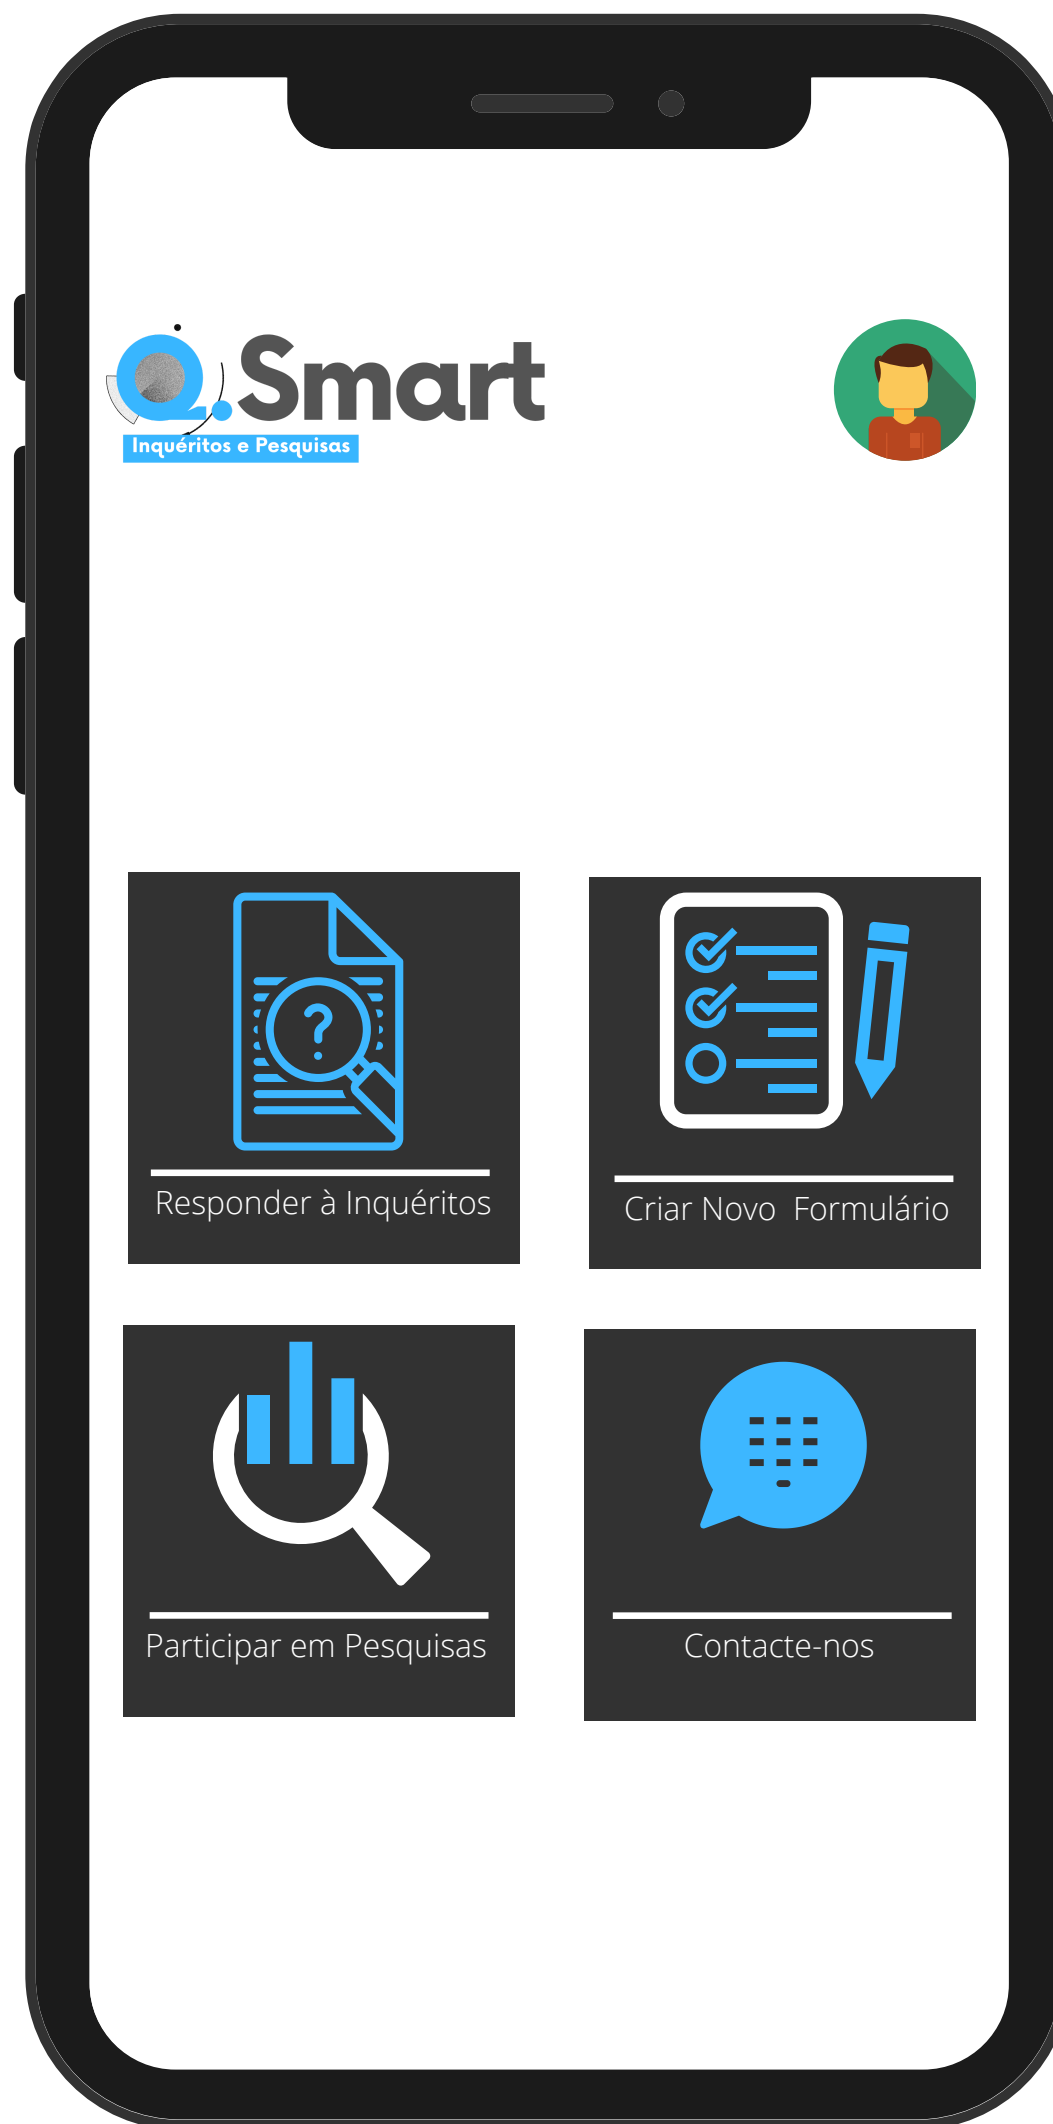 Q.Smart
Inquéritos e Pesquisas
Responder à Inquéritos
Criar Novo Formulário
Participar em Pesquisas
Contacte-nos